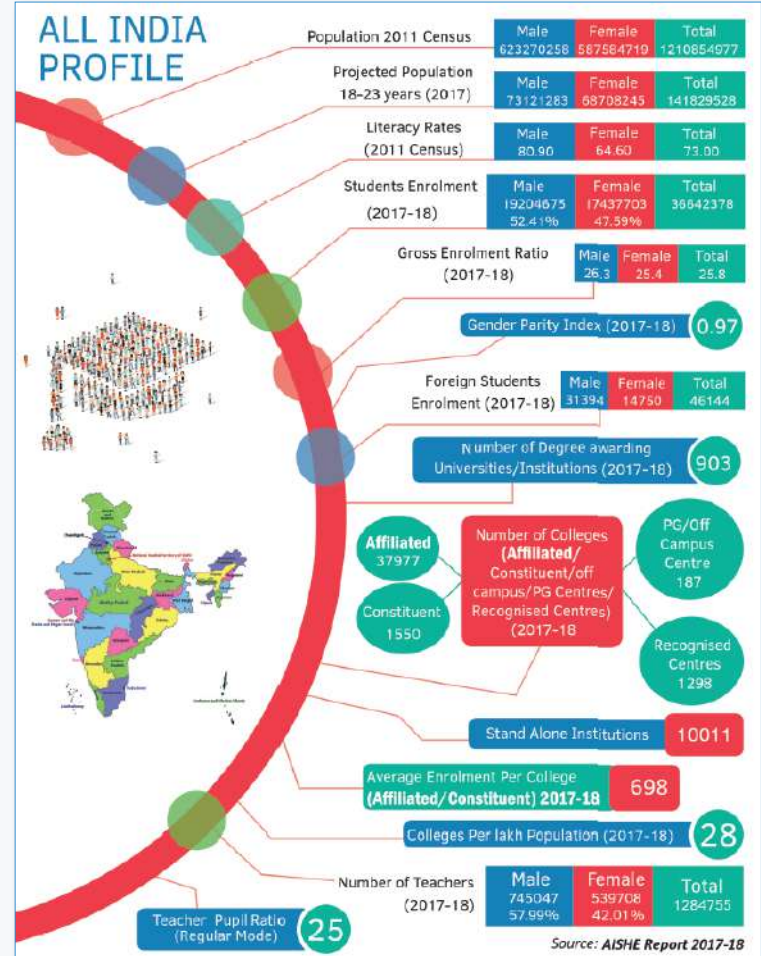 ALL INDIA
PROFILE
Population 2011 Census
Male Female Total
623270258 587584719 1210854977
Projected Population
18-23 years (2017)
Male Female Total
73121283 68708245 141829528
Literacy Rates
(2011 Census)
Male Female Total
80.90 64.60 73.00
Students Enrolment
(2017-18)
Male Female Total
19204675 17437703 36642378
52.41% 47.59%
Gross Enrolment Ratio
(2017-18)
Male Female Total
26.3 25.4 25.8
Gender Parity Index (2017-18) 0.97
Foreign Students
Enrolment (2017-18)
Male Female Total
31394 14750 46144
Number of Degree awarding
Universities/Institutions (2017-18)
903
Affiliated
37977
Constituent
1550
Number of Colleges
(Affiliated/
Constituent/off
campus/PG Centres/
Recognised Centres)
(2017-18
PG/Off
Campus
Centre
187
Recognised
Centres
1298
Stand Alone Institutions 10011
Average Enrolment Per College
(Affiliated/Constituent) 2017-18
698
Colleges Per lakh Population (2017-18) 28
Number of Teachers
(2017-18)
Male Female Total
745047 539708 1284755
57.99% 42.01%
Teacher Pupil Ratio
(Regular Mode)
25
Source: AISHE Report 2017-18